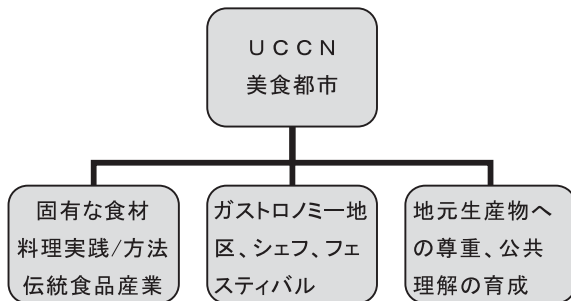 ＵＣＣＮ
美食都市
固有な食材
料理実践/方法
伝統食品産業
ガストロノミー地
区、シェフ、フェ
スティバル
地元生産物へ
の尊重、公共
理解の育成